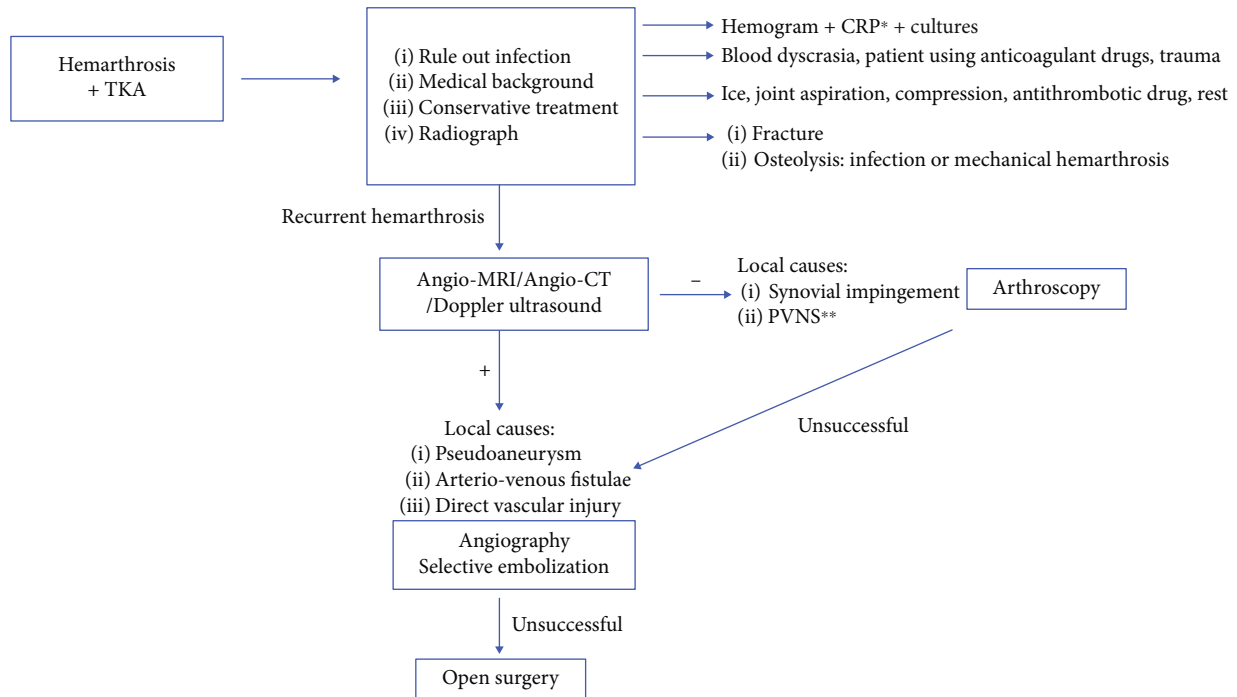 Hemarthrosis
+ TKA
(i) Rule out infection
(ii) Medical background
(iii) Conservative treatment
(iv) Radiograph
Hemogram + CRP* + cultures
Blood dyscrasia, patient using anticoagulant drugs, trauma
Ice, joint aspiration, compression, antithrombotic drug, rest
(i) Fracture
(ii) Osteolysis: infection or mechanical hemarthrosis
Recurrent hemarthrosis
Angio-MRI/Angio-CT
/Doppler ultrasound
–
Local causes:
(i) Synovial impingement
(ii) PVNS**
Arthroscopy
+
Unsuccessful
Local causes:
(i) Pseudoaneurysm
(ii) Arterio-venous fistulae
(iii) Direct vascular injury
Angiography
Selective embolization
Unsuccessful
Open surgery